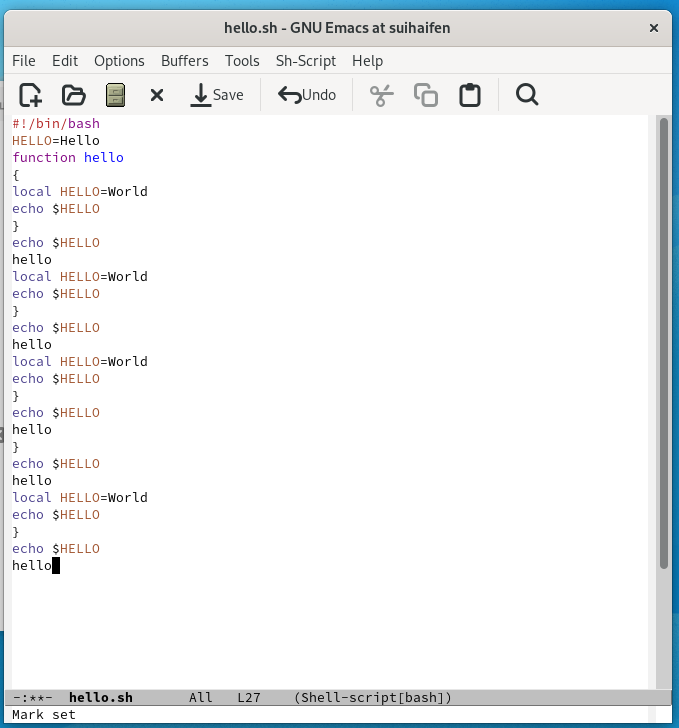 hello.sh - GNU Emacs at suihaifen ×
File Edit Options Buffers Tools Sh-Script Help
Save Undo
#!/bin/bash
HELLO=Hello
function hello
{
local HELLO=World
echo $HELLO
}
echo $HELLO
hello
local HELLO=World
echo $HELLO
}
echo $HELLO
hello
local HELLO=World
echo $HELLO
}
echo $HELLO
hello
}
echo $HELLO
hello
local HELLO=World
echo $HELLO
}
echo $HELLO
hello
-:**- hello.sh All L27 (Shell-script[bash])
Mark set